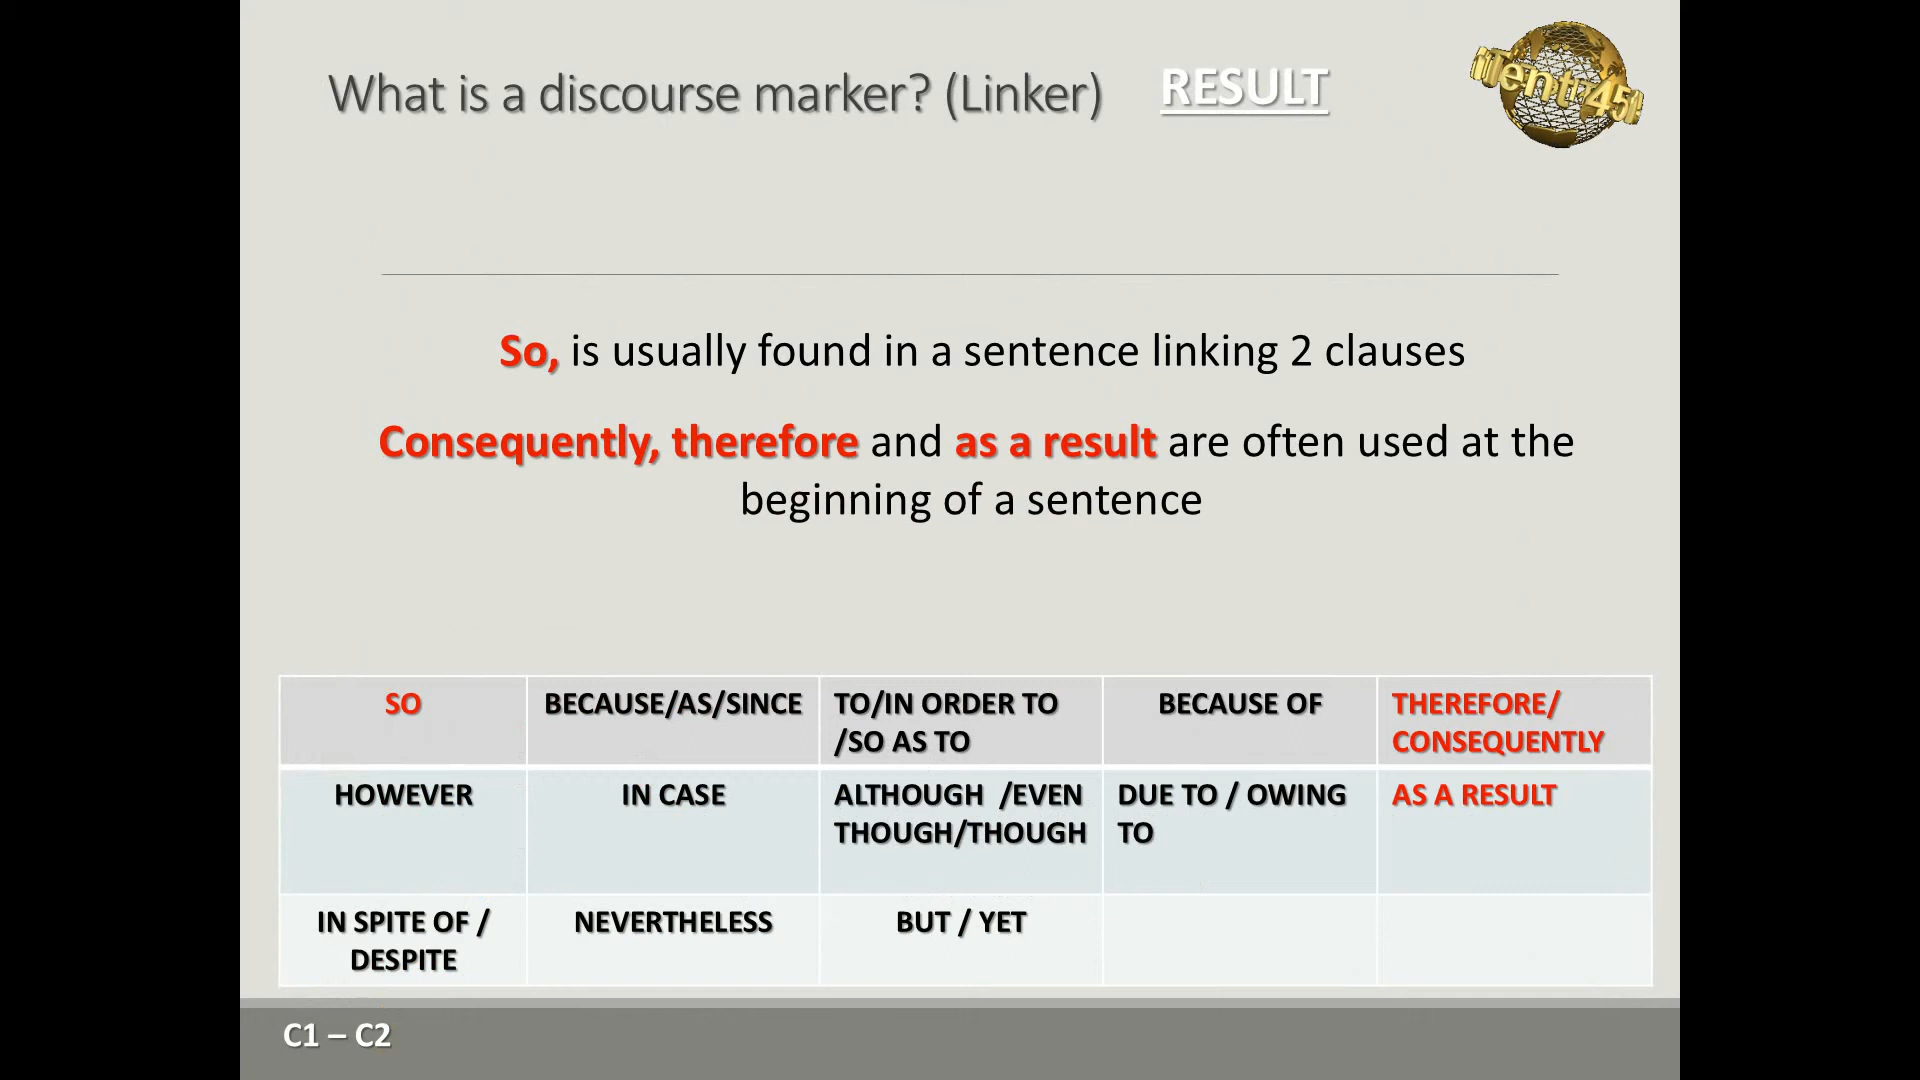 What is a discourse marker? (Linker) RESULT
So, is usually found in a sentence linking 2 clauses
Consequently, therefore and as a result are often used at the
beginning of a sentence
SO
BECAUSE/AS/SINCE
TO/IN ORDER TO
/SO AS TO
BECAUSE OF
THEREFORE/
CONSEQUENTLY
HOWEVER
IN CASE
ALTHOUGH /EVEN
THOUGH/THOUGH
DUE TO / OWING
TO
AS A RESULT
IN SPITE OF /
DESPITE
NEVERTHELESS
BUT / YET
C1 – C2